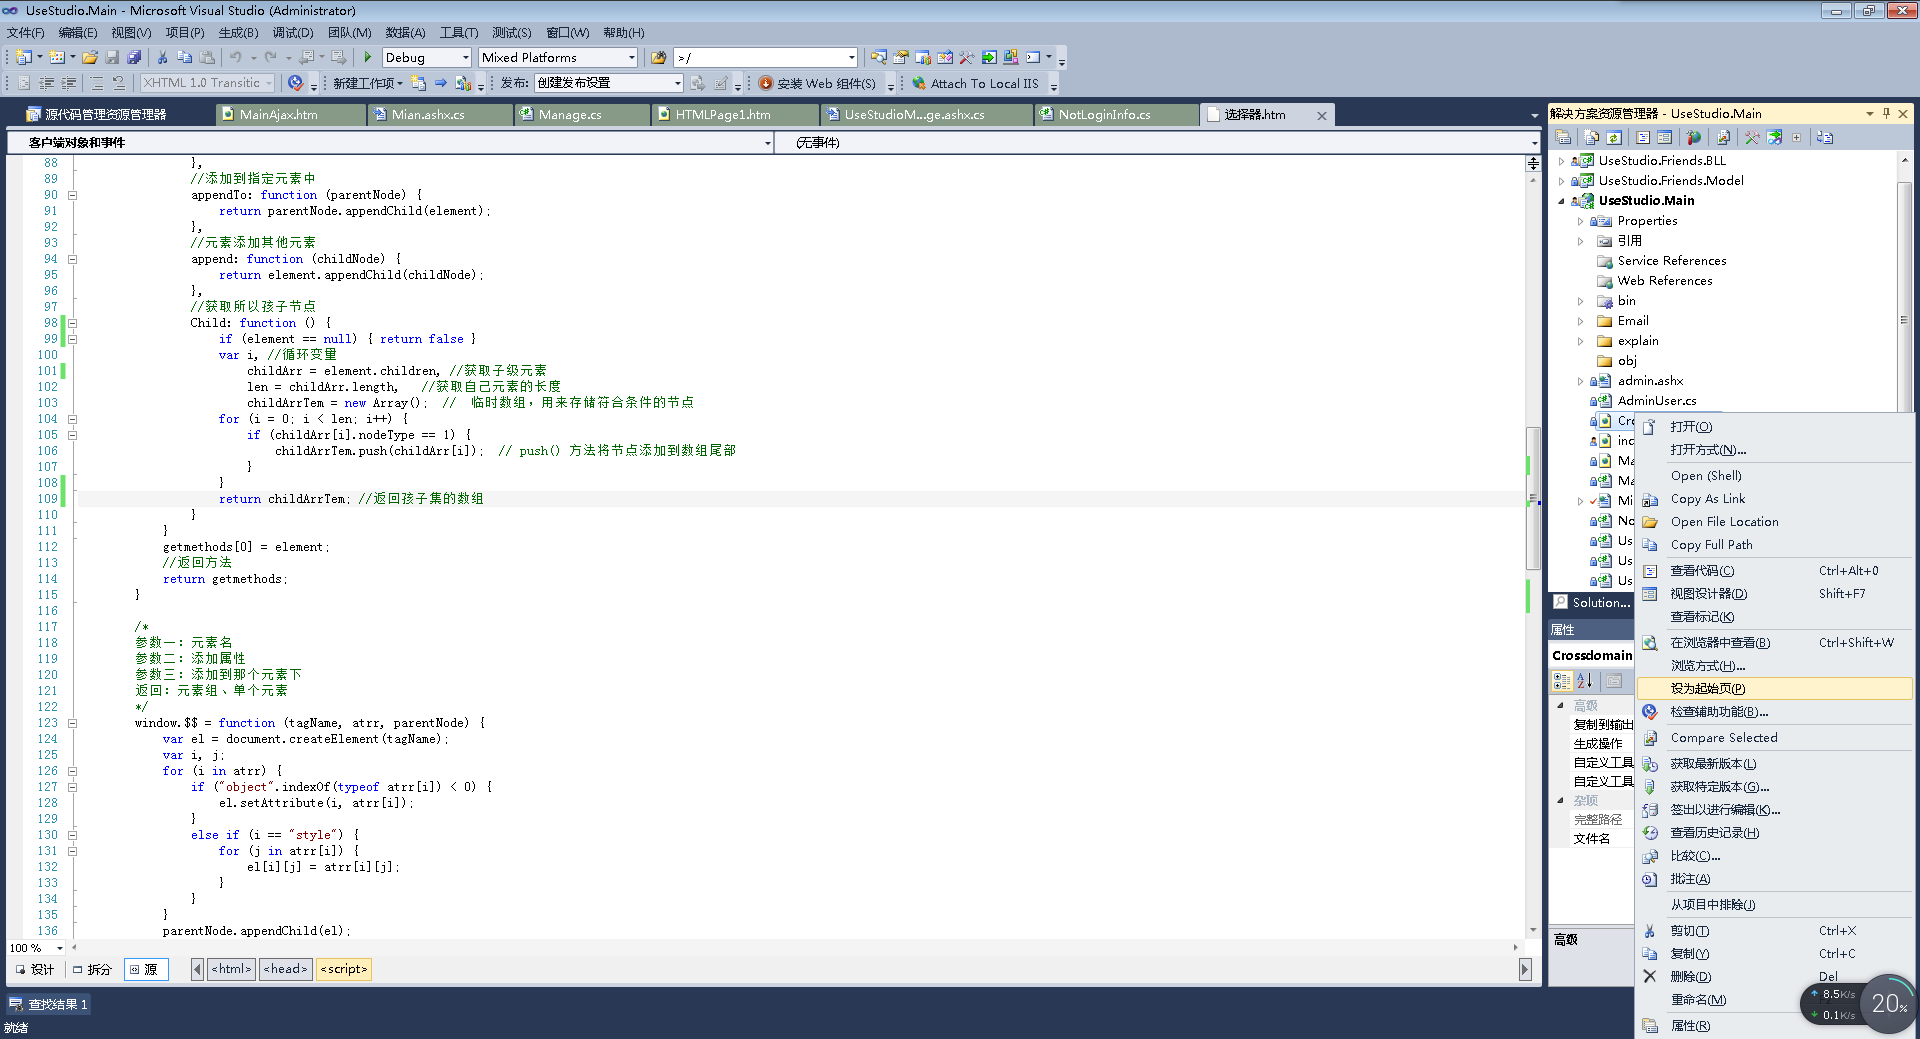 UseStudio.Main - Microsoft Visual Studio (Administrator)
文件(F) 编辑(E) 视图(V) 项目(P) 生成(B) 调试(D) 团队(M) 数据(A) 工具(T) 测试(S) 窗口(W) 帮助(H)
Debug Mixed Platforms >/
XHTML 1.0 Transitic 新建工作项 发布: 创建发布设置 安装 Web 组件(S) Attach To Local IIS
源代码管理资源管理器 MainAjax.htm Mian.ashx.cs Manage.cs HTMLPage1.htm UseStudioM...ge.ashx.cs NotLoginInfo.cs 选择器.htm
客户端对象和事件 (无事件)
88 },
89 //添加到指定元素中
90 appendTo: function (parentNode) {
91 return parentNode.appendChild(element);
92 },
93 //元素添加其他元素
94 append: function (childNode) {
95 return element.appendChild(childNode);
96 },
97 //获取所以孩子节点
98 Child: function () {
99 if (element == null) { return false }
100 var i, //循环变量
101 childArr = element.children, //获取子级元素
102 len = childArr.length, //获取自己元素的长度
103 childArrTem = new Array(); // 临时数组，用来存储符合条件的节点
104 for (i = 0; i < len; i++) {
105 if (childArr[i].nodeType == 1) {
106 childArrTem.push(childArr[i]); // push() 方法将节点添加到数组尾部
107 }
108 }
109 return childArrTem; //返回孩子集的数组
110 }
111 }
112 getmethods[0] = element;
113 //返回方法
114 return getmethods;
115 }
116
117 /*
118 参数一：元素名
119 参数二：添加属性
120 参数三：添加到那个元素下
121 返回：元素组、单个元素
122 */
123 window.$$ = function (tagName, atrr, parentNode) {
124 var el = document.createElement(tagName);
125 var i, j;
126 for (i in atrr) {
127 if ("object".indexOf(typeof atrr[i]) < 0) {
128 el.setAttribute(i, atrr[i]);
129 }
130 else if (i == "style") {
131 for (j in atrr[i]) {
132 el[i][j] = atrr[i][j];
133 }
134 }
135 }
136 parentNode.appendChild(el);
100 %
设计 拆分 源 <html> <head> <script>
查找结果 1
就绪
解决方案资源管理器 - UseStudio.Main
UseStudio.Friends.BLL
UseStudio.Friends.Model
UseStudio.Main
Properties
引用
Service References
Web References
bin
Email
explain
obj
admin.ashx
AdminUser.cs
Cro
inc
Ma
Ma
Mi
No
Us
Us
Us
Solution...
属性
Crossdomain
高级
复制到输出
生成操作
自定义工具
自定义工具
杂项
完整路径
文件名
高级
打开(O)
打开方式(N)...
Open (Shell)
Copy As Link
Open File Location
Copy Full Path
查看代码(C) Ctrl+Alt+0
视图设计器(D) Shift+F7
查看标记(K)
在浏览器中查看(B) Ctrl+Shift+W
浏览方式(H)...
设为起始页(P)
检查辅助功能(B)...
Compare Selected
获取最新版本(L)
获取特定版本(G)...
签出以进行编辑(K)...
查看历史记录(H)
比较(C)...
批注(A)
从项目中排除(J)
剪切(T) Ctrl+X
复制(Y) Ctrl+C
删除(D) Del
重命名(M)
属性(R)
8.5K/s
0.1K/s
20%